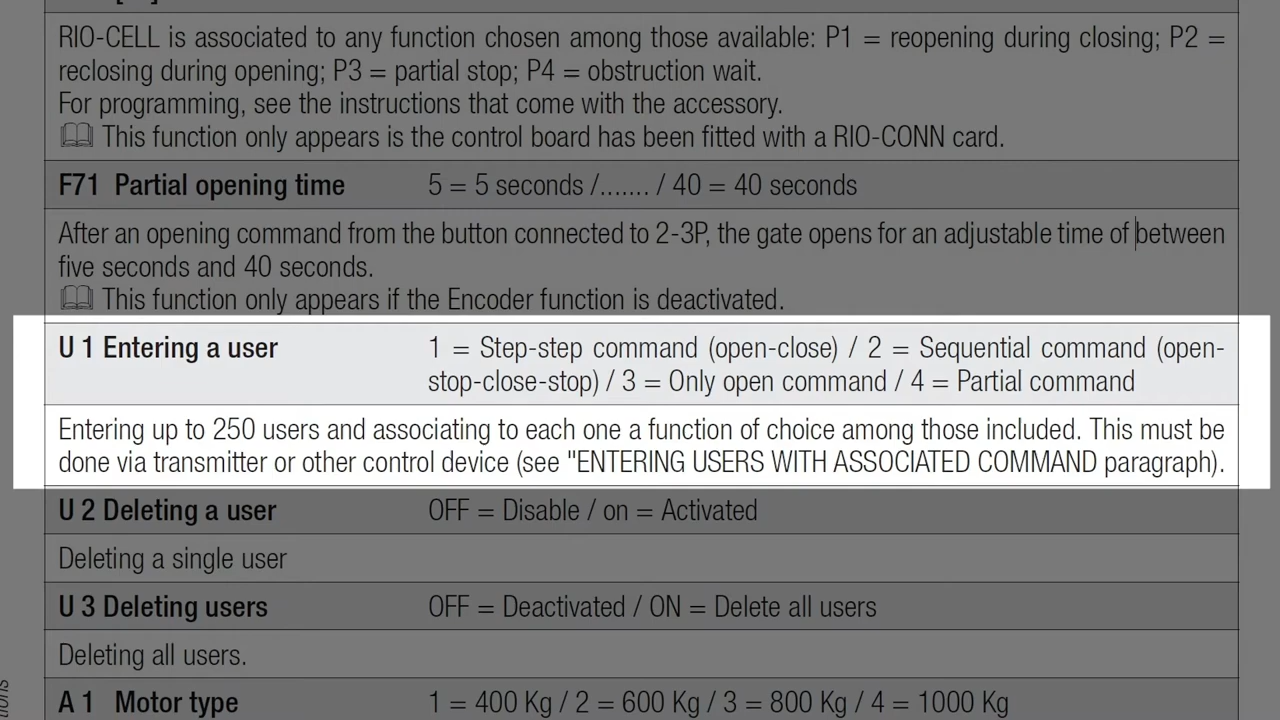 RIO-CELL is associated to any function chosen among those available: P1 = reopening during closing; P2 =
reclosing during opening; P3 = partial stop; P4 = obstruction wait.
For programming, see the instructions that come with the accessory.
This function only appears is the control board has been fitted with a RIO-CONN card.
F71 Partial opening time 5 = 5 seconds /....... / 40 = 40 seconds
After an opening command from the button connected to 2-3P, the gate opens for an adjustable time of between
five seconds and 40 seconds.
This function only appears if the Encoder function is deactivated.
U 1 Entering a user 1 = Step-step command (open-close) / 2 = Sequential command (open-
stop-close-stop) / 3 = Only open command / 4 = Partial command
Entering up to 250 users and associating to each one a function of choice among those included. This must be
done via transmitter or other control device (see "ENTERING USERS WITH ASSOCIATED COMMAND paragraph).
U 2 Deleting a user OFF = Disable / on = Activated
Deleting a single user
U 3 Deleting users OFF = Deactivated / ON = Delete all users
Deleting all users.
A 1 Motor type 1 = 400 Kg / 2 = 600 Kg / 3 = 800 Kg / 4 = 1000 Kg